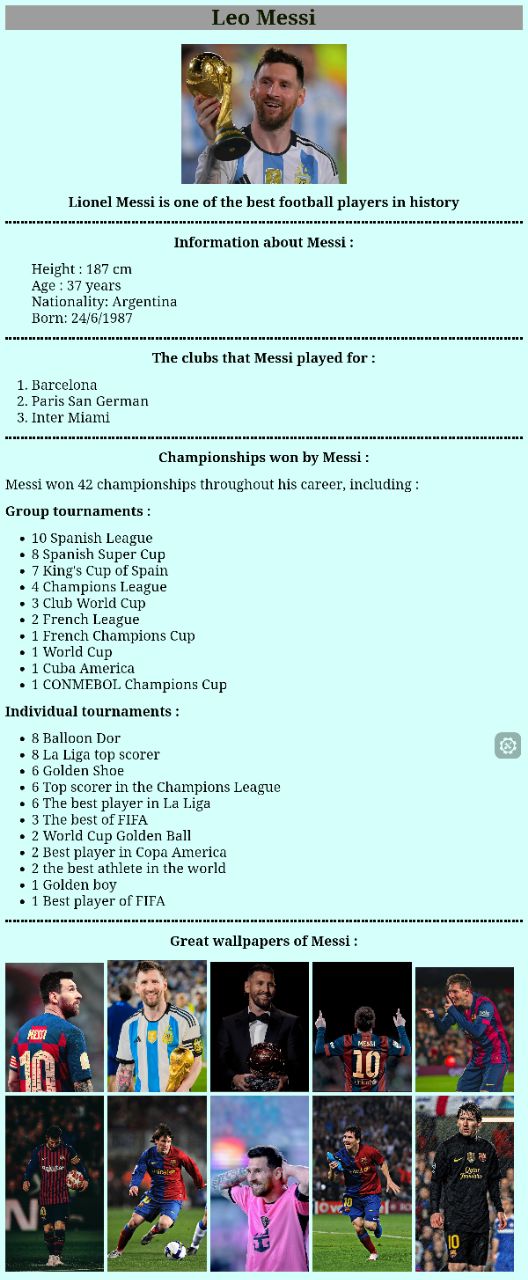 Leo Messi
Lionel Messi is one of the best football players in history
Information about Messi :
Height : 187 cm
Age : 37 years
Nationality: Argentina
Born: 24/6/1987
The clubs that Messi played for :
1. Barcelona
2. Paris San German
3. Inter Miami
Championships won by Messi :
Messi won 42 championships throughout his career, including :
Group tournaments :
• 10 Spanish League
• 8 Spanish Super Cup
• 7 King's Cup of Spain
• 4 Champions League
• 3 Club World Cup
• 2 French League
• 1 French Champions Cup
• 1 World Cup
• 1 Cuba America
• 1 CONMEBOL Champions Cup
Individual tournaments :
• 8 Balloon Dor
• 8 La Liga top scorer
• 6 Golden Shoe
• 6 Top scorer in the Champions League
• 6 The best player in La Liga
• 3 The best of FIFA
• 2 World Cup Golden Ball
• 2 Best player in Copa America
• 2 the best athlete in the world
• 1 Golden boy
• 1 Best player of FIFA
Great wallpapers of Messi :
MESSI
10
MESSI
10
10
10